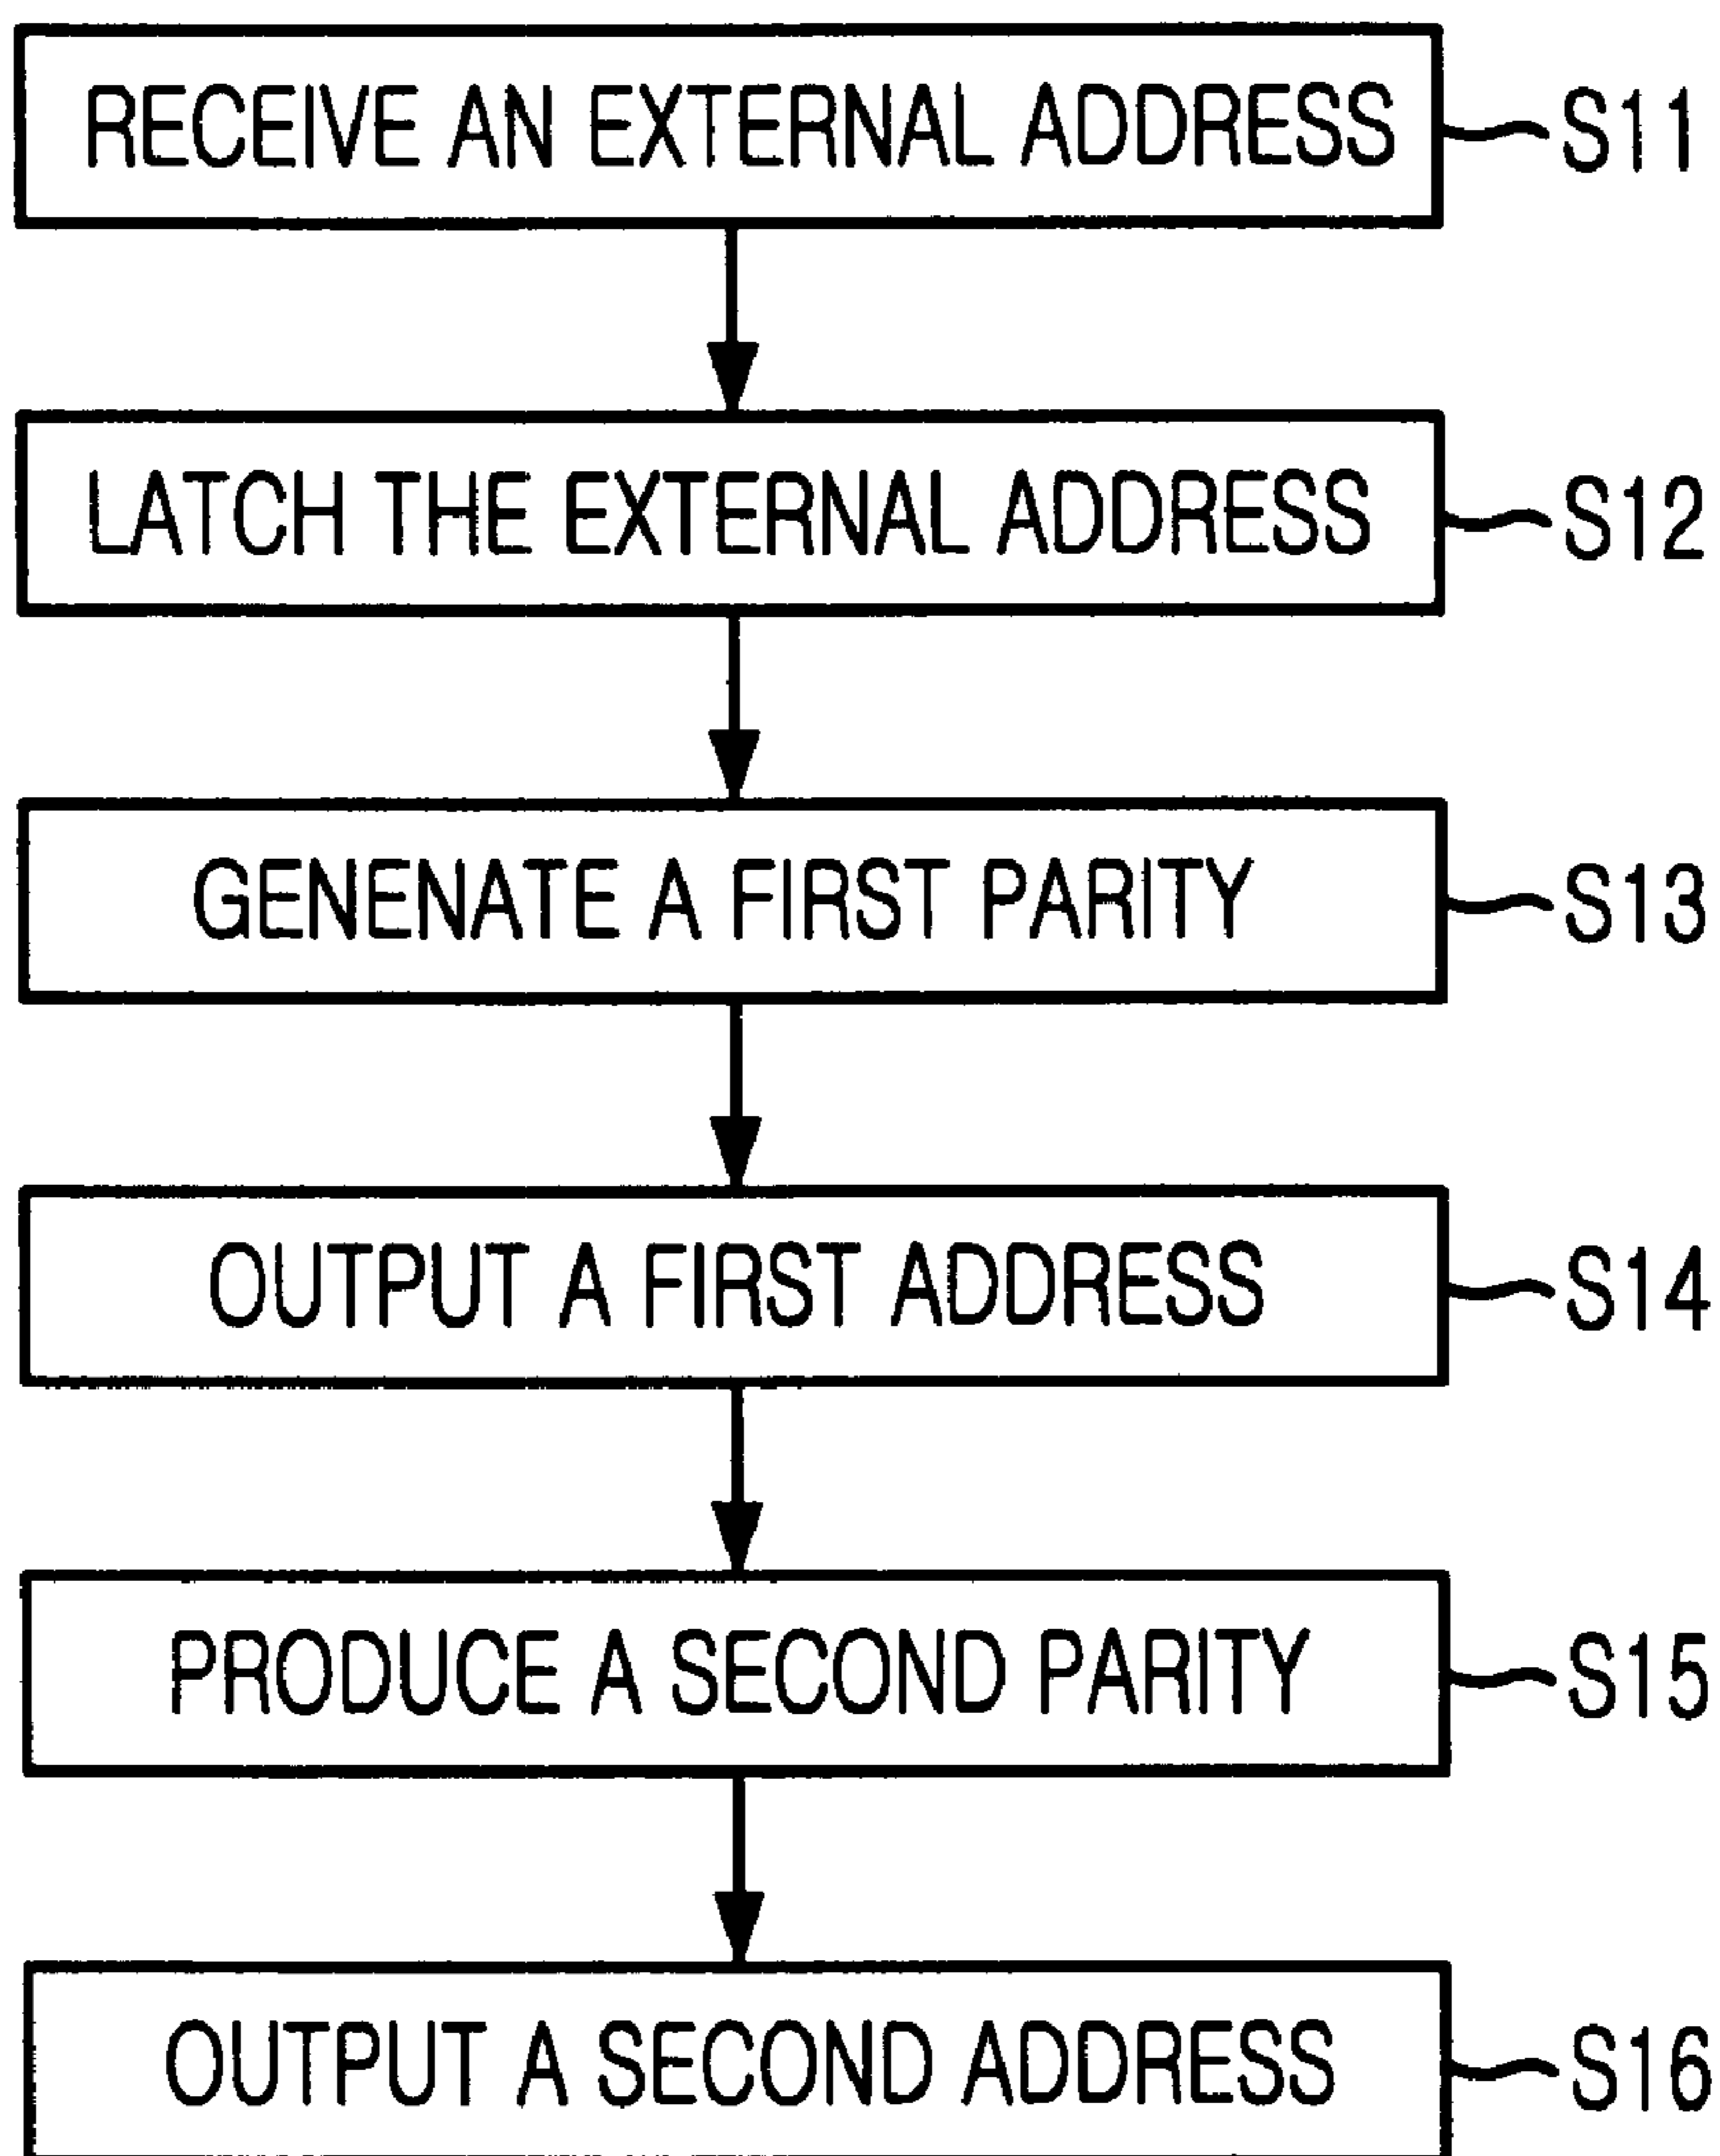 RECEIVE AN EXTERNAL ADDRESS S11
LATCH THE EXTERNAL ADDRESS S12
GENENATE A FIRST PARITY S13
OUTPUT A FIRST ADDRESS S14
PRODUCE A SECOND PARITY S15
OUTPUT A SECOND ADDRESS S16